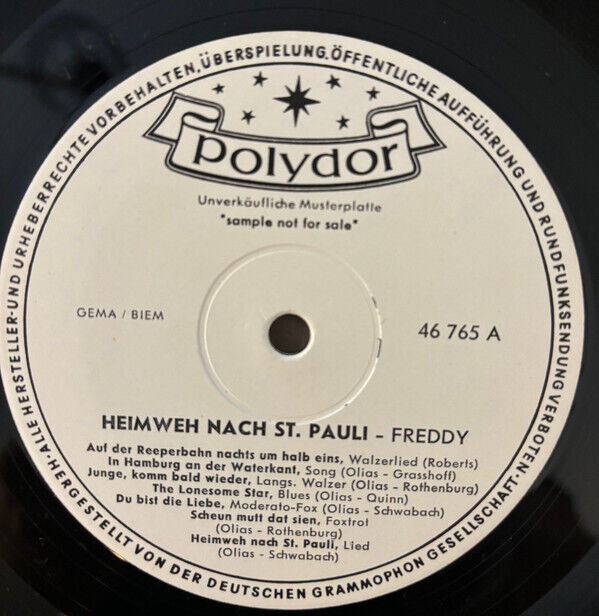 ALLE HERSTELLER-UND URHEBERRECHTE VORBEHALTEN, ÜBERSPIELUNG, ÖFFENTLICHE AUFFÜHRUNG UND RUNDFUNKSENDUNG VERBOTEN.
polydor
Unverkäufliche Musterplatte
"sample not for sale"
GEMA / BIEM
46 765 A
HEIMWEH NACH ST. PAULI - FREDDY
Auf der Reeperbahn nachts um halb eins, Walzerlied (Roberts)
In Hamburg an der Waterkant, Song (Olias - Grasshoff)
Junge, komm bald wieder, Langs. Walzer (Olias - Rothenburg)
The Lonesome Star, Blues (Olias - Quinn)
Du bist die Liebe, Moderato-Fox (Olias - Schwabach)
Scheun mutt dat sien, Foxtrot
(Olias - Rothenburg)
Heimweh nach St. Pauli, Lied
(Olias - Schwabach)
HERGESTELLT VON DER DEUTSCHEN GRAMMOPHON GESELLSCHAFT